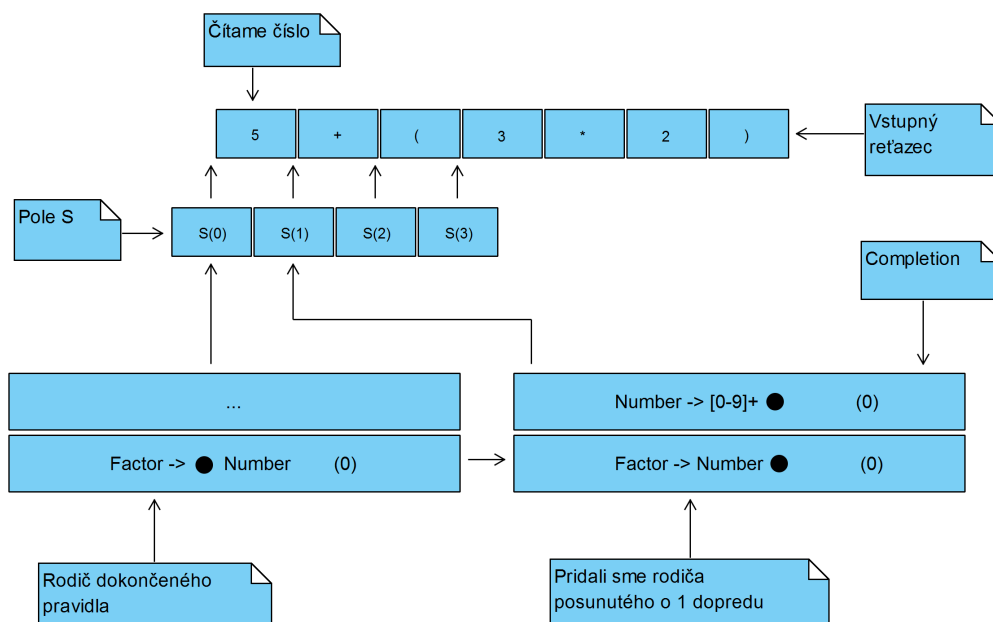 Čítame číslo
5 + ( 3 * 2 )
Vstupný
reťazec
Pole S
S(0) S(1) S(2) S(3)
Completion
...
Number -> [0-9]+ ● (0)
Factor -> ● Number (0)
Factor -> Number ● (0)
Rodič dokončeného
pravidla
Pridali sme rodiča
posunutého o 1 dopredu